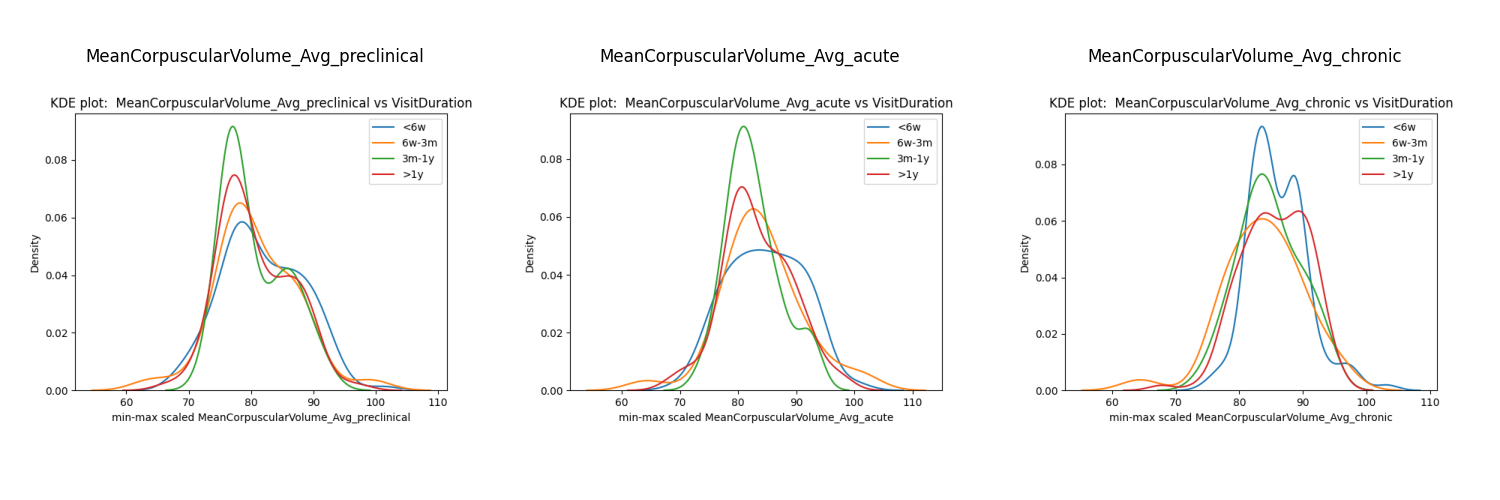 MeanCorpuscularVolume_Avg_preclinical
KDE plot:  MeanCorpuscularVolume_Avg_preclinical vs VisitDuration
<6w
6w-3m
3m-1y
>1y
Density
0.08
0.06
0.04
0.02
0.00
60 70 80 90 100 110
min-max scaled MeanCorpuscularVolume_Avg_preclinical
MeanCorpuscularVolume_Avg_acute
KDE plot:  MeanCorpuscularVolume_Avg_acute vs VisitDuration
<6w
6w-3m
3m-1y
>1y
Density
0.08
0.06
0.04
0.02
0.00
60 70 80 90 100 110
min-max scaled MeanCorpuscularVolume_Avg_acute
MeanCorpuscularVolume_Avg_chronic
KDE plot:  MeanCorpuscularVolume_Avg_chronic vs VisitDuration
<6w
6w-3m
3m-1y
>1y
Density
0.08
0.06
0.04
0.02
0.00
60 70 80 90 100 110
min-max scaled MeanCorpuscularVolume_Avg_chronic